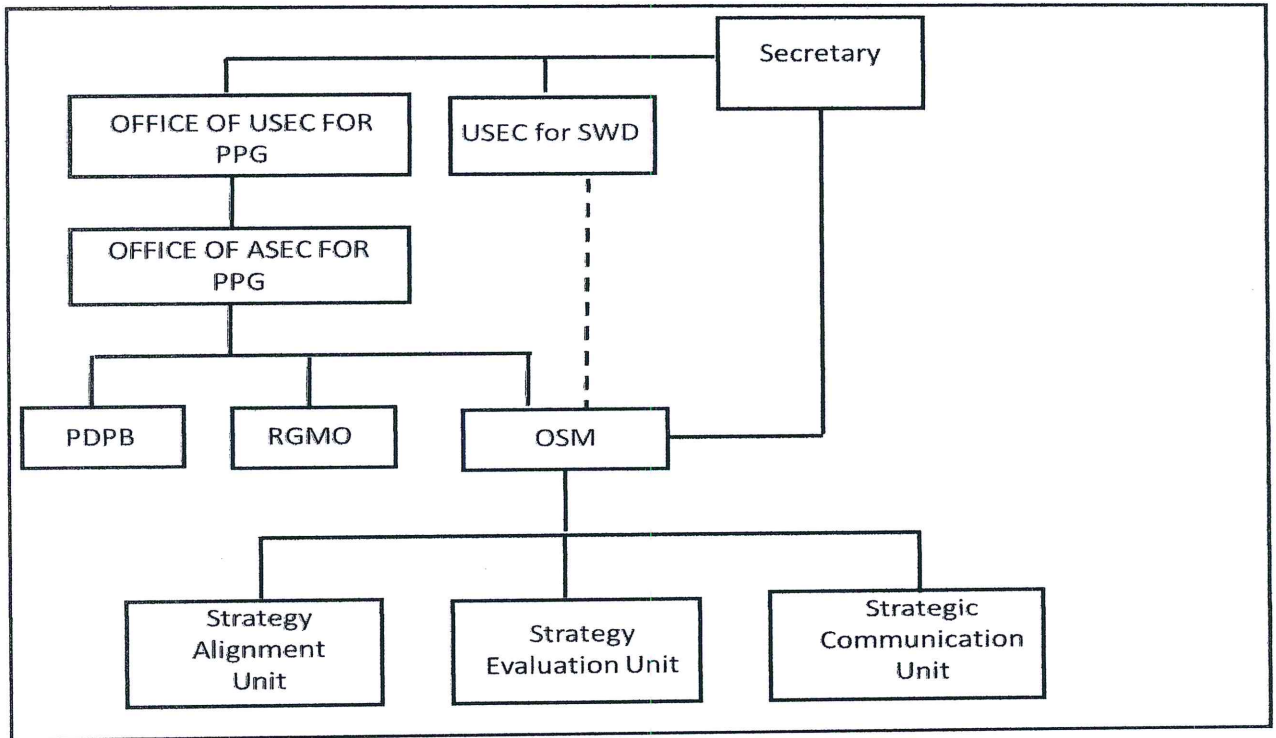 Secretary
OFFICE OF USEC FOR
PPG
USEC for SWD
OFFICE OF ASEC FOR
PPG
PDPB
RGMO
OSM
Strategy
Alignment
Unit
Strategy
Evaluation Unit
Strategic
Communication
Unit